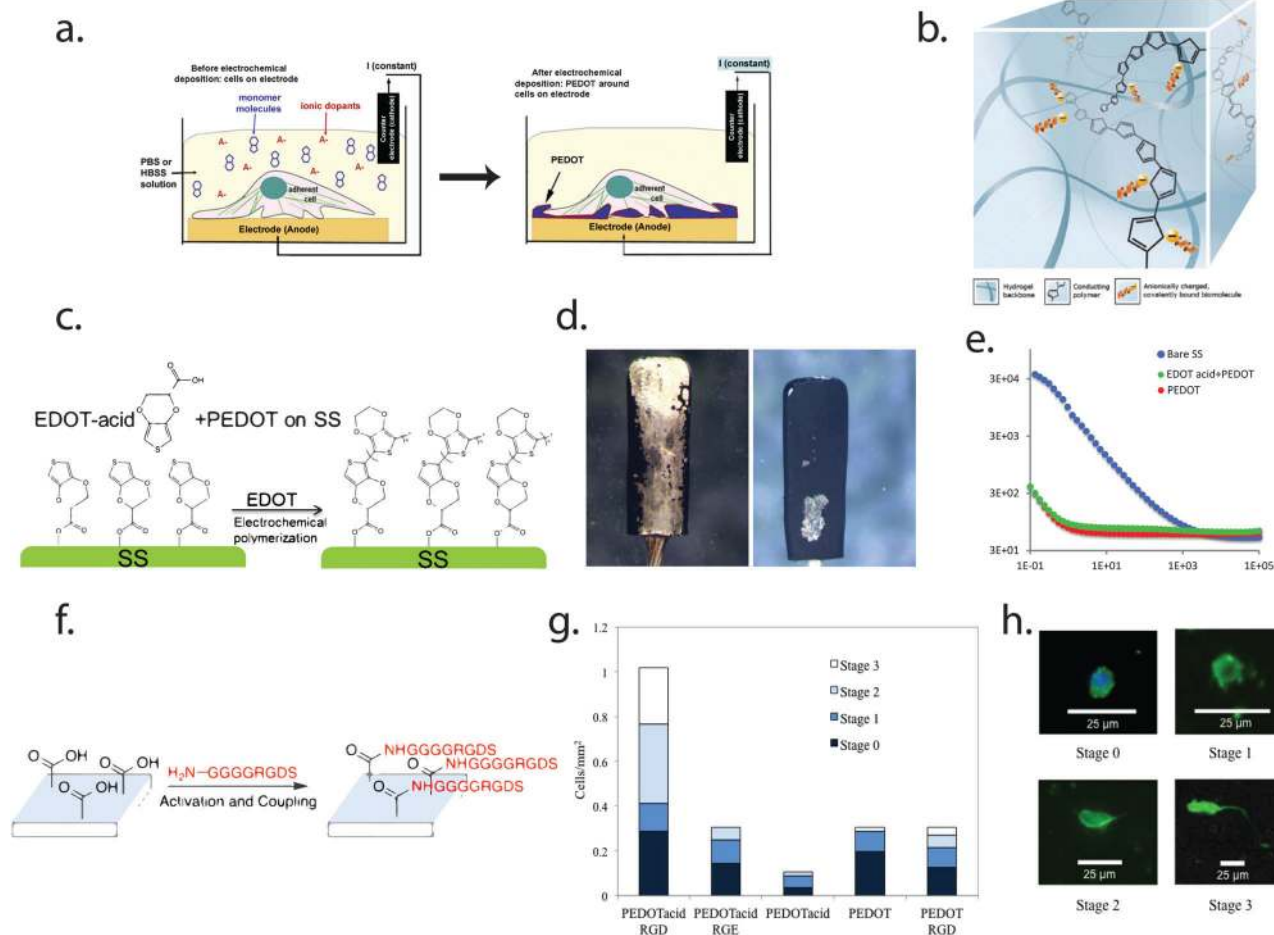 a.
Before electrochemical
deposition: cells on electrode
I (constant)
monomer
molecules
ionic dopants
Counter
electrode (cathode)
A-
A-
A-
A-
A-
A-
PBS or
HBSS
solution
adherent
cell
Electrode (Anode)
After electrochemical
deposition: PEDOT around
cells on electrode
I (constant)
Counter
electrode (cathode)
PEDOT
adherent
cell
Electrode (Anode)
b.
Hydrogel
backbone
Conducting
polymer
Anionically charged,
covalently bound biomolecule
c.
EDOT-acid
+PEDOT on SS
EDOT
Electrochemical
polymerization
SS
SS
d.
e.
Bare SS
EDOT acid+PEDOT
PEDOT
3E+04
3E+03
3E+02
3E+01
1E-01
1E+01
1E+03
1E+05
f.
H₂N-GGGGRGDS
Activation and Coupling
NHGGGGRGDS
NHGGGGRGDS
NHGGGGRGDS
g.
Cells/mm²
1.2
1
0.8
0.6
0.4
0.2
0
Stage 3
Stage 2
Stage 1
Stage 0
PEDOTacid
RGD
PEDOTacid
RGE
PEDOTacid
PEDOT
PEDOT
RGD
h.
25 µm
Stage 0
25 µm
Stage 1
25 µm
Stage 2
25 µm
Stage 3